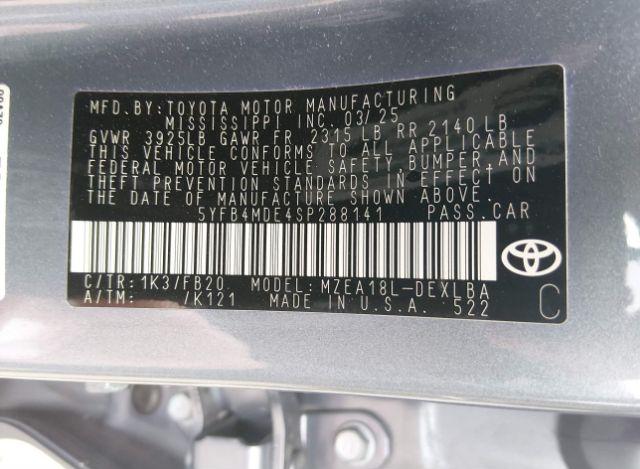 MFD. BY: TOYOTA MOTOR MANUFACTURING
MISSISSIPPI INC. 03/25
GVWR 3925LB GAWR FR 2315 LB RR 2140 LB
THIS VEHICLE CONFORMS TO ALL APPLICABLE
FEDERAL MOTOR VEHICLE SAFETY, BUMPER, AND
THEFT PREVENTION STANDARDS IN EFFECT ON
THE DATE OF MANUFACTURE SHOWN ABOVE.
5YFB4MDE4SP288141 PASS. CAR
C/TR: 1K3/FB20 MODEL: MZEA18L-DEXLBA
A/TM: /K121 MADE IN U.S.A. 522
TOYOTA
C